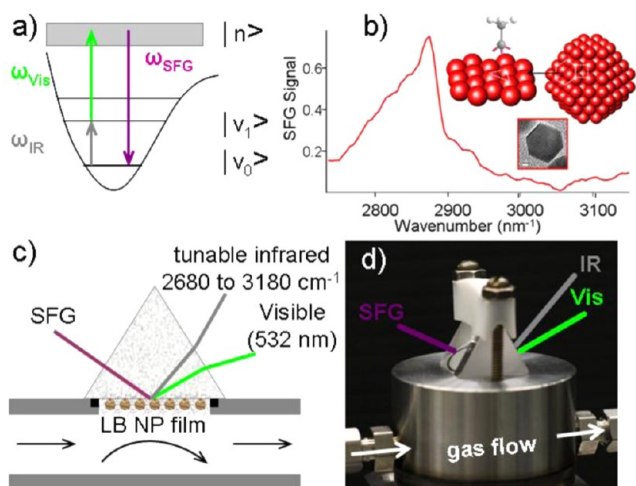 a)
| n>
ωVis
ωSFG
ωIR
| v1>
| v0>
b)
SFG Signal
0.6
0.4
0.2
2800 2900 3000 3100
Wavenumber (nm-1)
c)
tunable infrared
2680 to 3180 cm-1
SFG
Visible
(532 nm)
LB NP film
d)
IR
Vis
SFG
gas flow